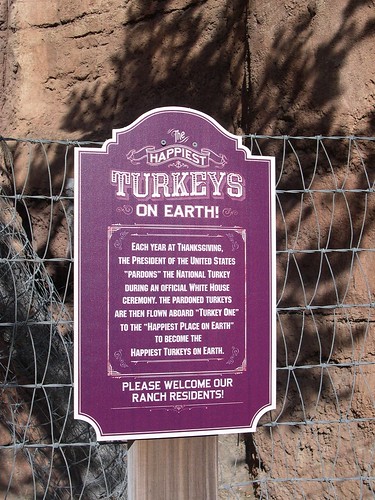 The
HAPPIEST
TURKEYS
ON EARTH!
EACH YEAR AT THANKSGIVING,
THE PRESIDENT OF THE UNITED STATES
"PARDONS" THE NATIONAL TURKEY
DURING AN OFFICIAL WHITE HOUSE
CEREMONY. THE PARDONED TURKEYS
ARE THEN FLOWN ABOARD "TURKEY ONE"
TO THE "HAPPIEST PLACE ON EARTH"
TO BECOME THE
HAPPIEST TURKEYS ON EARTH.
PLEASE WELCOME OUR
RANCH RESIDENTS!